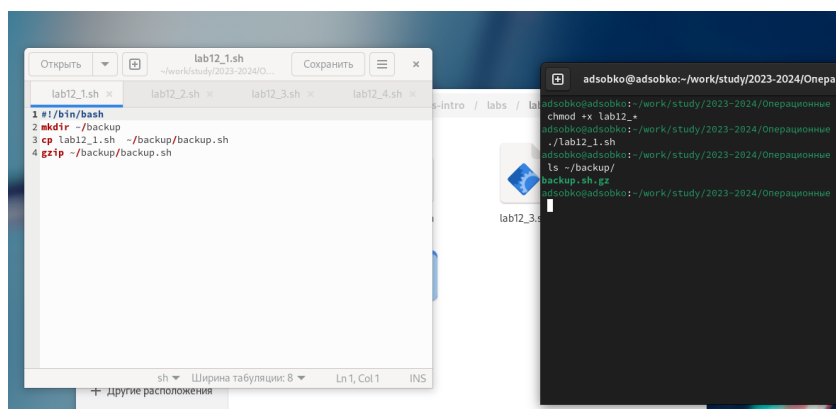 Открыть
lab12_1.sh
~/work/study/2023-2024/О...
Сохранить
lab12_1.sh × lab12_2.sh × lab12_3.sh × lab12_4.sh ×
1 #!/bin/bash
2 mkdir ~/backup
3 cp lab12_1.sh  ~/backup/backup.sh
4 gzip ~/backup/backup.sh
sh Ширина табуляции: 8 Ln 1, Col 1 INS
s-intro / labs / lab
lab12_3.s
+ Другие расположения
adsobko@adsobko:~/work/study/2023-2024/Опера
adsobko@adsobko:~/work/study/2023-2024/Операционные
chmod +x lab12_*
adsobko@adsobko:~/work/study/2023-2024/Операционные
./lab12_1.sh
adsobko@adsobko:~/work/study/2023-2024/Операционные
ls ~/backup/
backup.sh.gz
adsobko@adsobko:~/work/study/2023-2024/Операционные